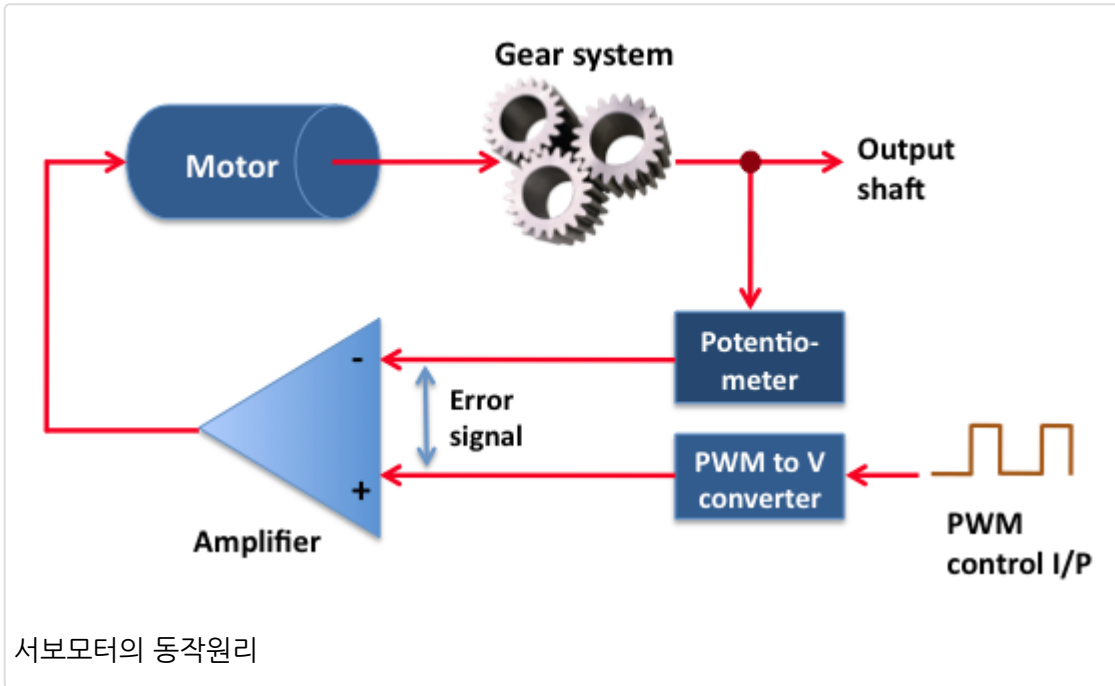 Gear system
Motor
Output
shaft
Potentio-
meter
-
Error
signal
PWM to V
converter
+
Amplifier
PWM
control I/P
서보모터의 동작원리